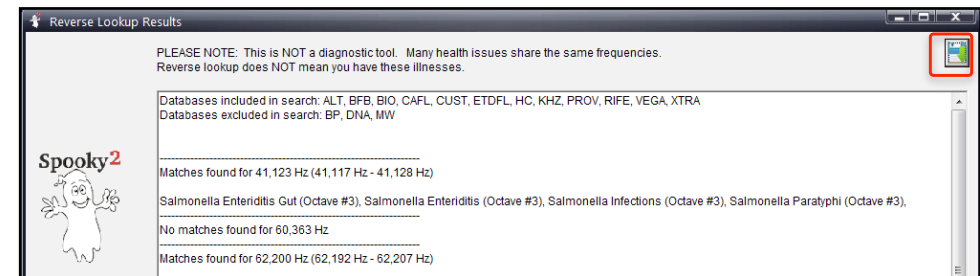 Reverse Lookup Results
PLEASE NOTE: This is NOT a diagnostic tool. Many health issues share the same frequencies.
Reverse lookup does NOT mean you have these illnesses.
Databases included in search: ALT, BFB, BIO, CAFL, CUST, ETDFL, HC, KHZ, PROV, RIFE, VEGA, XTRA
Databases excluded in search: BP, DNA, MW
Spooky2
Matches found for 41,123 Hz (41,117 Hz - 41,128 Hz)
Salmonella Enteriditis Gut (Octave #3), Salmonella Enteriditis (Octave #3), Salmonella Infections (Octave #3), Salmonella Paratyphi (Octave #3),
No matches found for 60,363 Hz
Matches found for 62,200 Hz (62,192 Hz - 62,207 Hz)